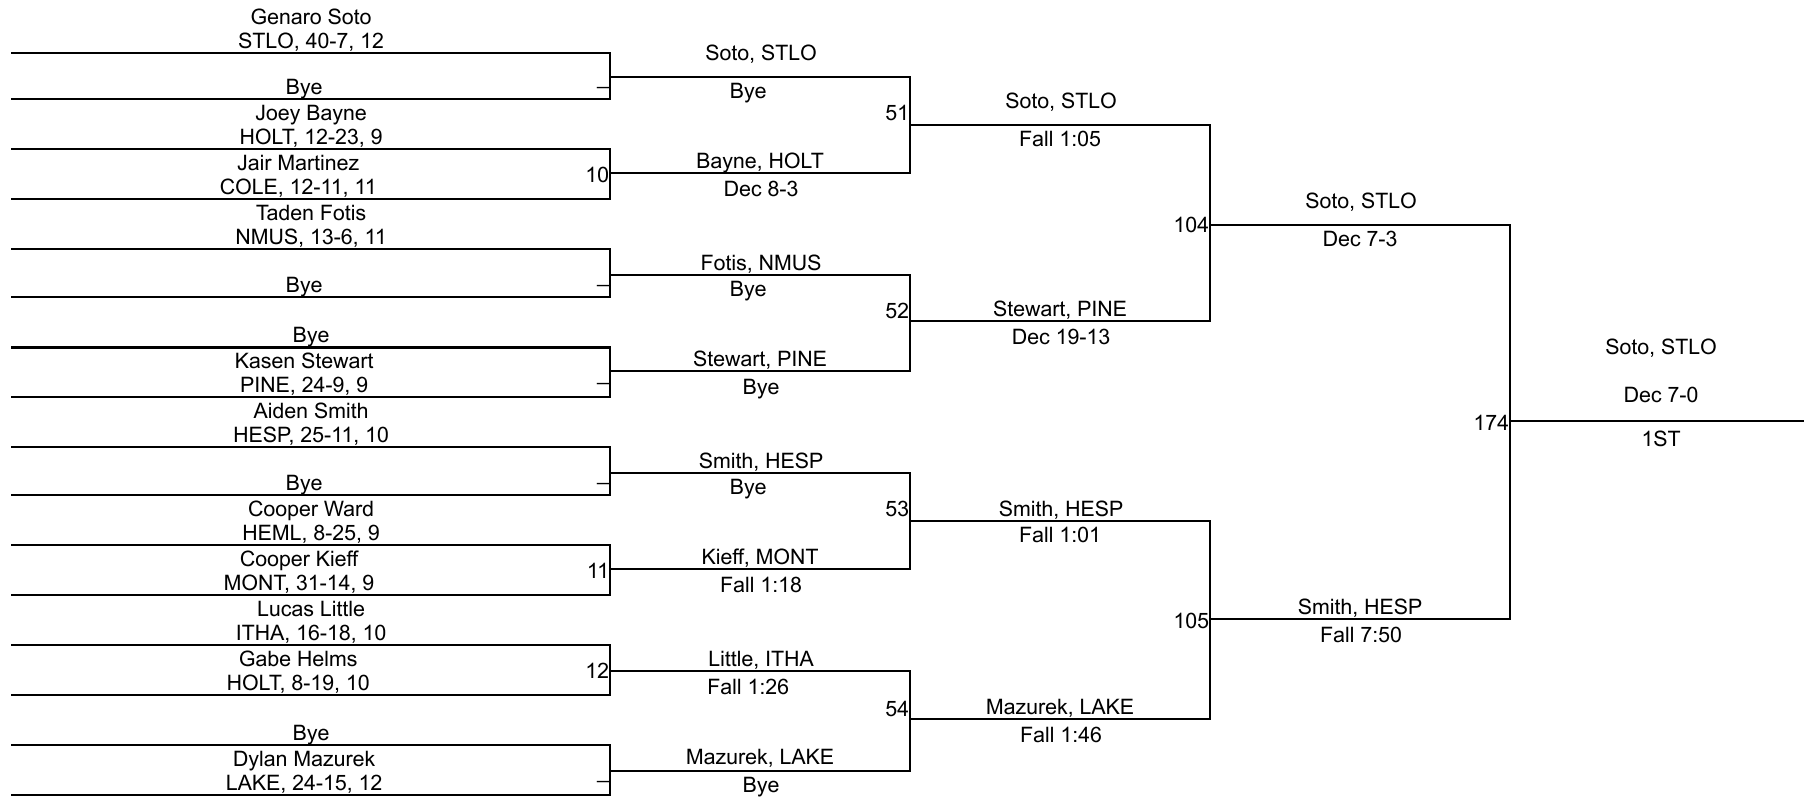 Genaro Soto
STLO, 40-7, 12
Bye
Joey Bayne
HOLT, 12-23, 9
Jair Martinez
COLE, 12-11, 11
Taden Fotis
NMUS, 13-6, 11
Bye
Bye
Kasen Stewart
PINE, 24-9, 9
Aiden Smith
HESP, 25-11, 10
Bye
Cooper Ward
HEML, 8-25, 9
Cooper Kieff
MONT, 31-14, 9
Lucas Little
ITHA, 16-18, 10
Gabe Helms
HOLT, 8-19, 10
Bye
Dylan Mazurek
LAKE, 24-15, 12
10
11
12
Soto, STLO
Bye
Bayne, HOLT
Dec 8-3
Fotis, NMUS
Bye
Stewart, PINE
Bye
Smith, HESP
Bye
Kieff, MONT
Fall 1:18
Little, ITHA
Fall 1:26
Mazurek, LAKE
Bye
51
52
53
54
Soto, STLO
Fall 1:05
Stewart, PINE
Dec 19-13
Smith, HESP
Fall 1:01
Mazurek, LAKE
Fall 1:46
104
105
Soto, STLO
Dec 7-3
Smith, HESP
Fall 7:50
174
Soto, STLO
Dec 7-0
1ST